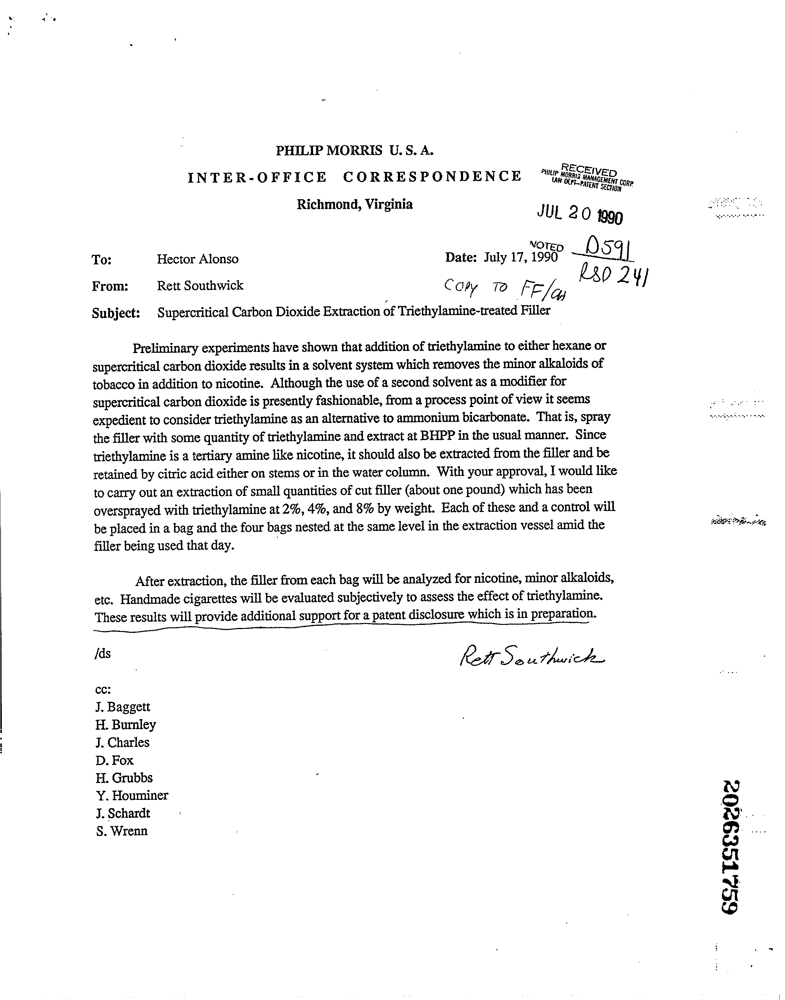 PHILIP MORRIS U. S. A.
INTER-OFFICE CORRESPONDENCE
Richmond, Virginia
RECEIVED
PHILIP MORRIS MANAGEMENT CORP.
LAW DEPT.-PATENT SECTION
JUL 20 1990
NOTED D591
RSD 241
To: Hector Alonso
Date: July 17, 1990
From: Rett Southwick
COPY TO FF/
Subject: Supercritical Carbon Dioxide Extraction of Triethylamine-treated Filler
Preliminary experiments have shown that addition of triethylamine to either hexane or
supercritical carbon dioxide results in a solvent system which removes the minor alkaloids of
tobacco in addition to nicotine. Although the use of a second solvent as a modifier for
supercritical carbon dioxide is presently fashionable, from a process point of view it seems
expedient to consider triethylamine as an alternative to ammonium bicarbonate. That is, spray
the filler with some quantity of triethylamine and extract at BHPP in the usual manner. Since
triethylamine is a tertiary amine like nicotine, it should also be extracted from the filler and be
retained by citric acid either on stems or in the water column. With your approval, I would like
to carry out an extraction of small quantities of cut filler (about one pound) which has been
oversprayed with triethylamine at 2%, 4%, and 8% by weight. Each of these and a control will
be placed in a bag and the four bags nested at the same level in the extraction vessel amid the
filler being used that day.
After extraction, the filler from each bag will be analyzed for nicotine, minor alkaloids,
etc. Handmade cigarettes will be evaluated subjectively to assess the effect of triethylamine.
These results will provide additional support for a patent disclosure which is in preparation.
/ds
Rett Southwick
cc:
J. Baggett
H. Burnley
J. Charles
D. Fox
H. Grubbs
Y. Houminer
J. Schardt
S. Wrenn
2026351759